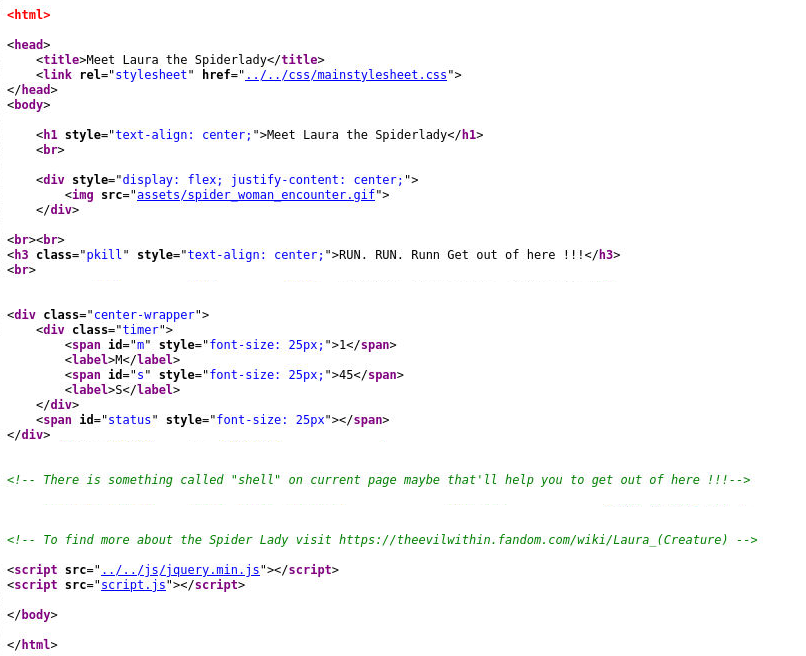 <html>
<head>
<title>Meet Laura the Spiderlady</title>
<link rel="stylesheet" href="../../css/mainstylesheet.css">
</head>
<body>
<h1 style="text-align: center;">Meet Laura the Spiderlady</h1>
<br>
<div style="display: flex; justify-content: center;">
<img src="assets/spider_woman_encounter.gif">
</div>
<br><br>
<h3 class="pkill" style="text-align: center;">RUN. RUN. Runn Get out of here !!!</h3>
<br>
<div class="center-wrapper">
<div class="timer">
<span id="m" style="font-size: 25px;">1</span>
<label>M</label>
<span id="s" style="font-size: 25px;">45</span>
<label>S</label>
</div>
<span id="status" style="font-size: 25px"></span>
</div>
<!-- There is something called "shell" on current page maybe that'll help you to get out of here !!!-->
<!-- To find more about the Spider Lady visit https://theevilwithin.fandom.com/wiki/Laura_(Creature) -->
<script src="../../js/jquery.min.js"></script>
<script src="script.js"></script>
</body>
</html>